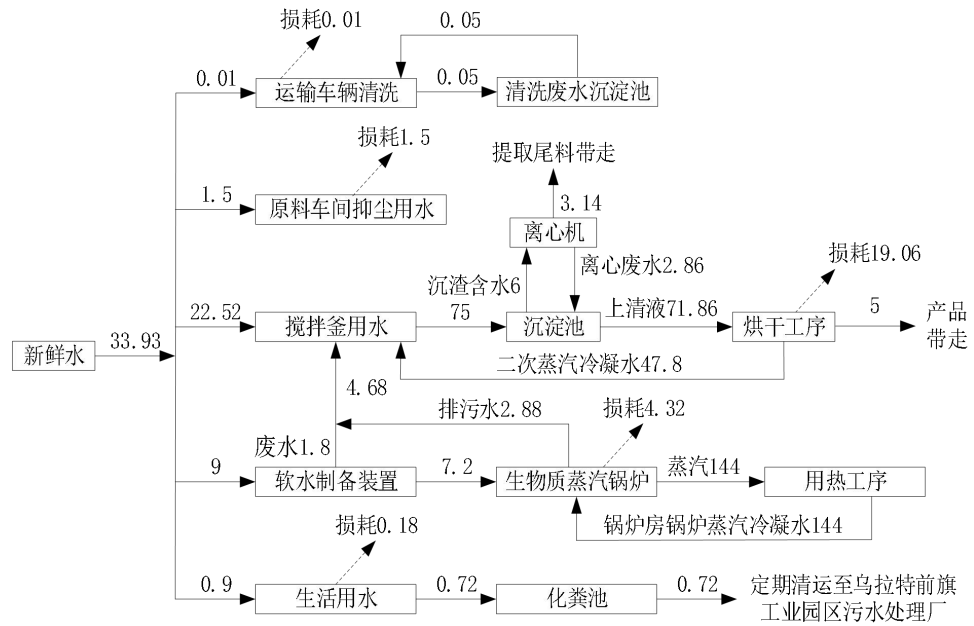 损耗0.01
0.05
0.01
运输车辆清洗
0.05
清洗废水沉淀池
损耗1.5
提取尾料带走
1.5
原料车间抑尘用水
3.14
离心机
沉渣含水6
离心废水2.86
损耗19.06
22.52
搅拌釜用水
75
沉淀池
上清液71.86
烘干工序
5
产品
带走
新鲜水
33.93
二次蒸汽冷凝水47.8
4.68
排污水2.88
损耗4.32
废水1.8
9
软水制备装置
7.2
生物质蒸汽锅炉
蒸汽144
用热工序
锅炉房锅炉蒸汽冷凝水144
损耗0.18
0.9
生活用水
0.72
化粪池
0.72
定期清运至乌拉特前旗
工业园区污水处理厂